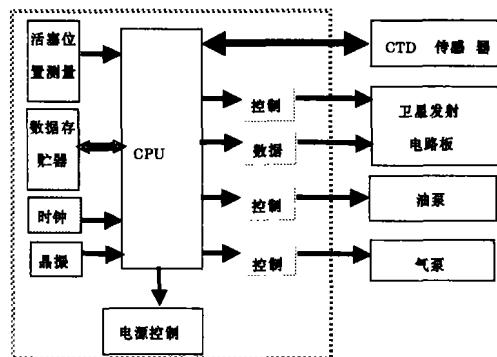 活塞位
置测量
数据存
贮器
时钟
晶振
CPU
电源控制
控制
数据
控制
控制
CTD 传感 器
卫星发射
电路板
油泵
气泵